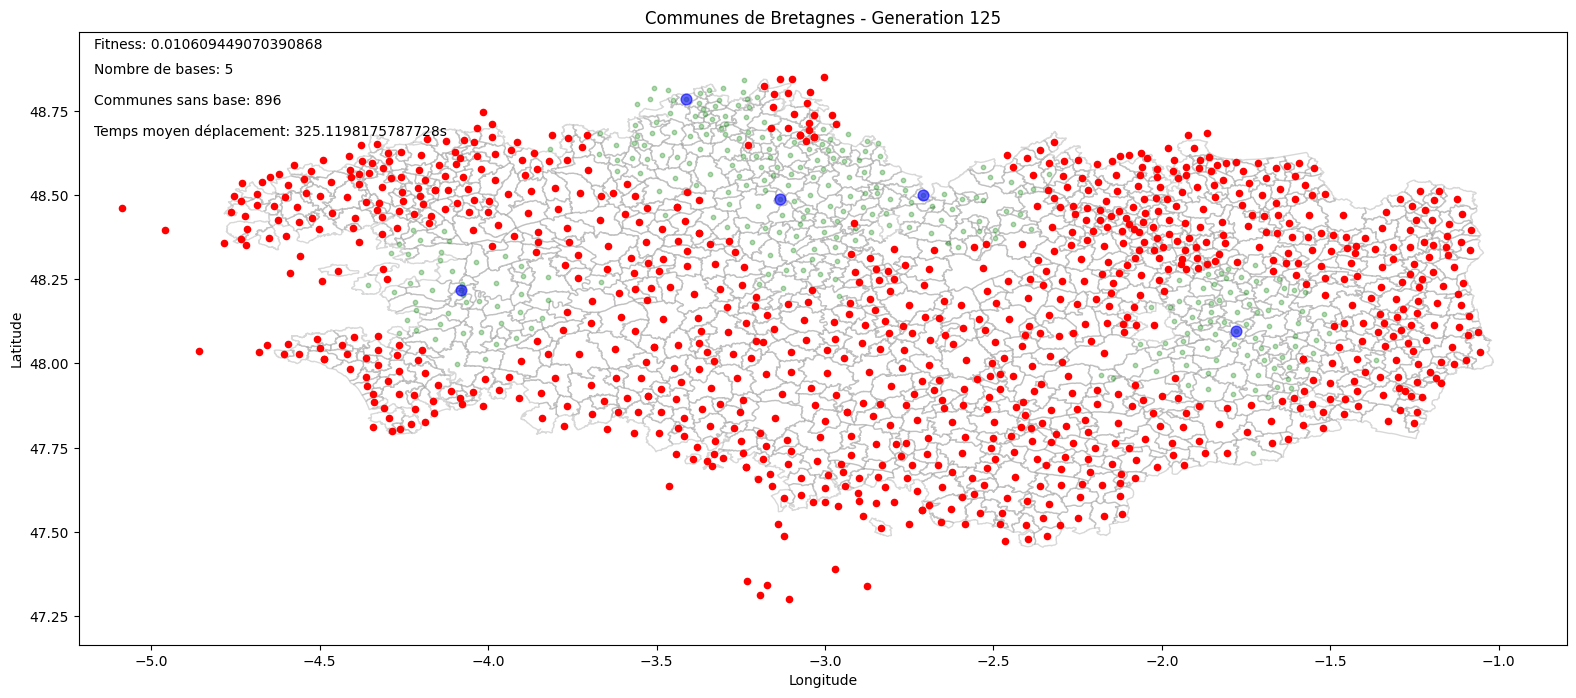 Communes de Bretagnes - Generation 125
Fitness: 0.010609449070390868
Nombre de bases: 5
Communes sans base: 896
Temps moyen déplacement: 325.1198175787728s
Latitude
48.75
48.50
48.25
48.00
47.75
47.50
47.25
−5.0 −4.5 −4.0 −3.5 −3.0 −2.5 −2.0 −1.5 −1.0
Longitude